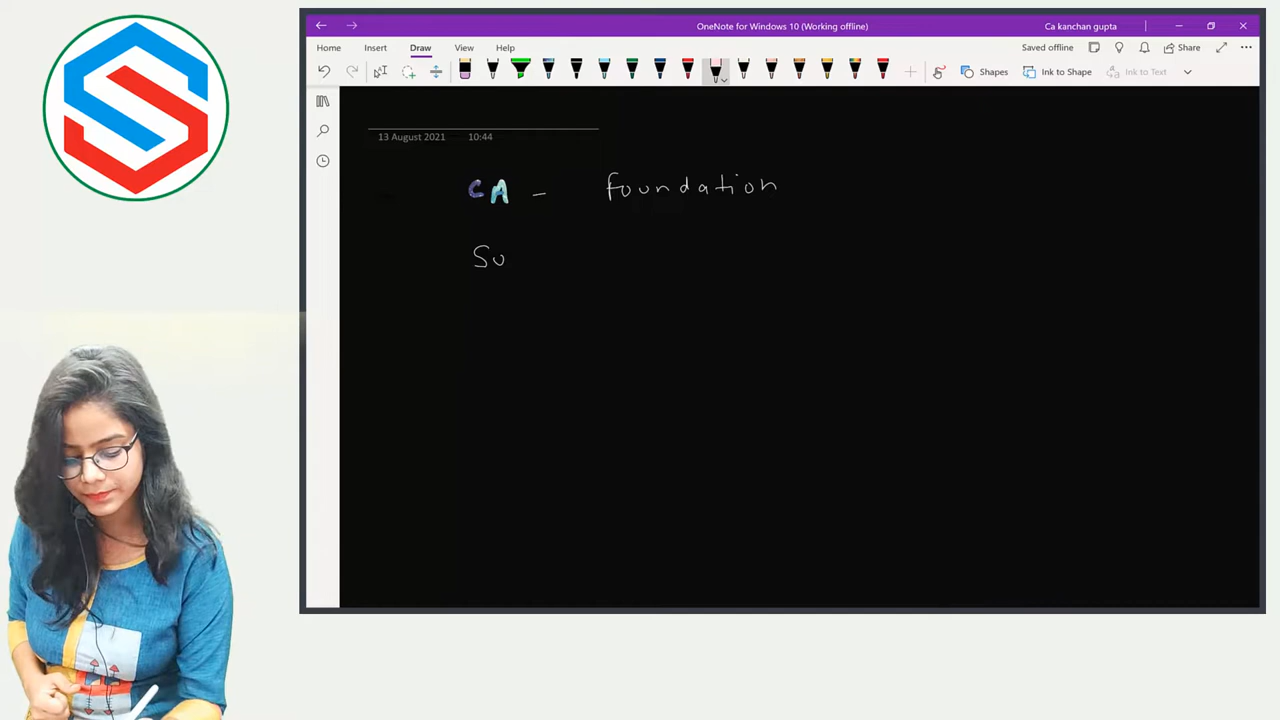 OneNote for Windows 10 (Working offline)
Ca kanchan gupta
Home Insert Draw View Help
Saved offline
Share
Shapes
Ink to Shape
Ink to Text
13 August 2021 10:44
CA - foundation
Su